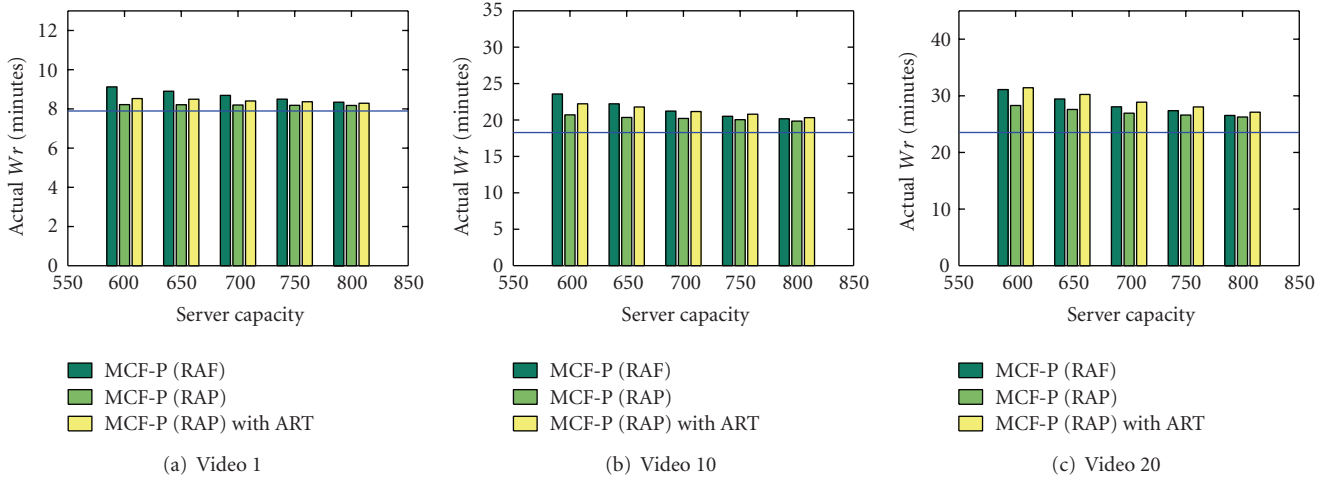 Actual Wr (minutes)
12
10
8
6
4
2
0
550 600 650 700 750 800 850
Server capacity
MCF-P (RAF)
MCF-P (RAP)
MCF-P (RAP) with ART
(a) Video 1
Actual Wr (minutes)
35
30
25
20
15
10
5
0
550 600 650 700 750 800 850
Server capacity
MCF-P (RAF)
MCF-P (RAP)
MCF-P (RAP) with ART
(b) Video 10
Actual Wr (minutes)
40
30
20
10
0
550 600 650 700 750 800 850
Server capacity
MCF-P (RAF)
MCF-P (RAP)
MCF-P (RAP) with ART
(c) Video 20